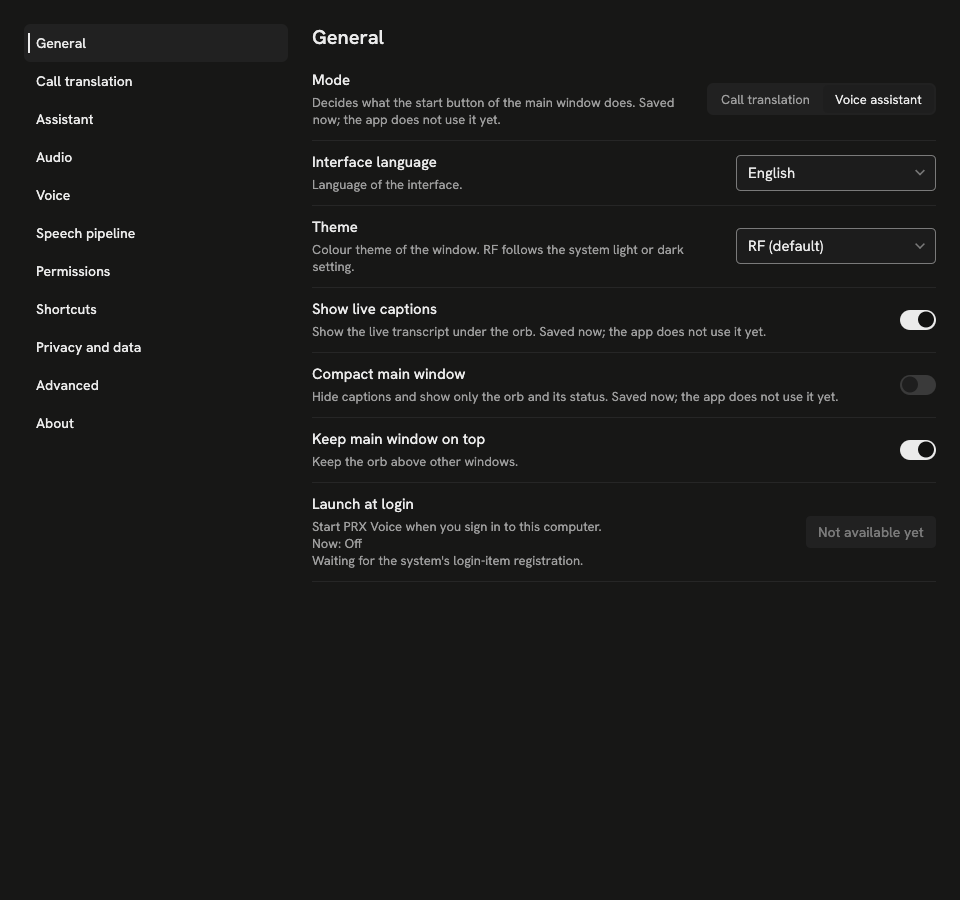 General
Call translation
Assistant
Audio
Voice
Speech pipeline
Permissions
Shortcuts
Privacy and data
Advanced
About
General
Mode
Decides what the start button of the main window does. Saved
now; the app does not use it yet.
Call translation
Voice assistant
Interface language
Language of the interface.
English
Theme
Colour theme of the window. RF follows the system light or dark
setting.
RF (default)
Show live captions
Show the live transcript under the orb. Saved now; the app does not use it yet.
Compact main window
Hide captions and show only the orb and its status. Saved now; the app does not use it yet.
Keep main window on top
Keep the orb above other windows.
Launch at login
Start PRX Voice when you sign in to this computer.
Now: Off
Waiting for the system's login-item registration.
Not available yet